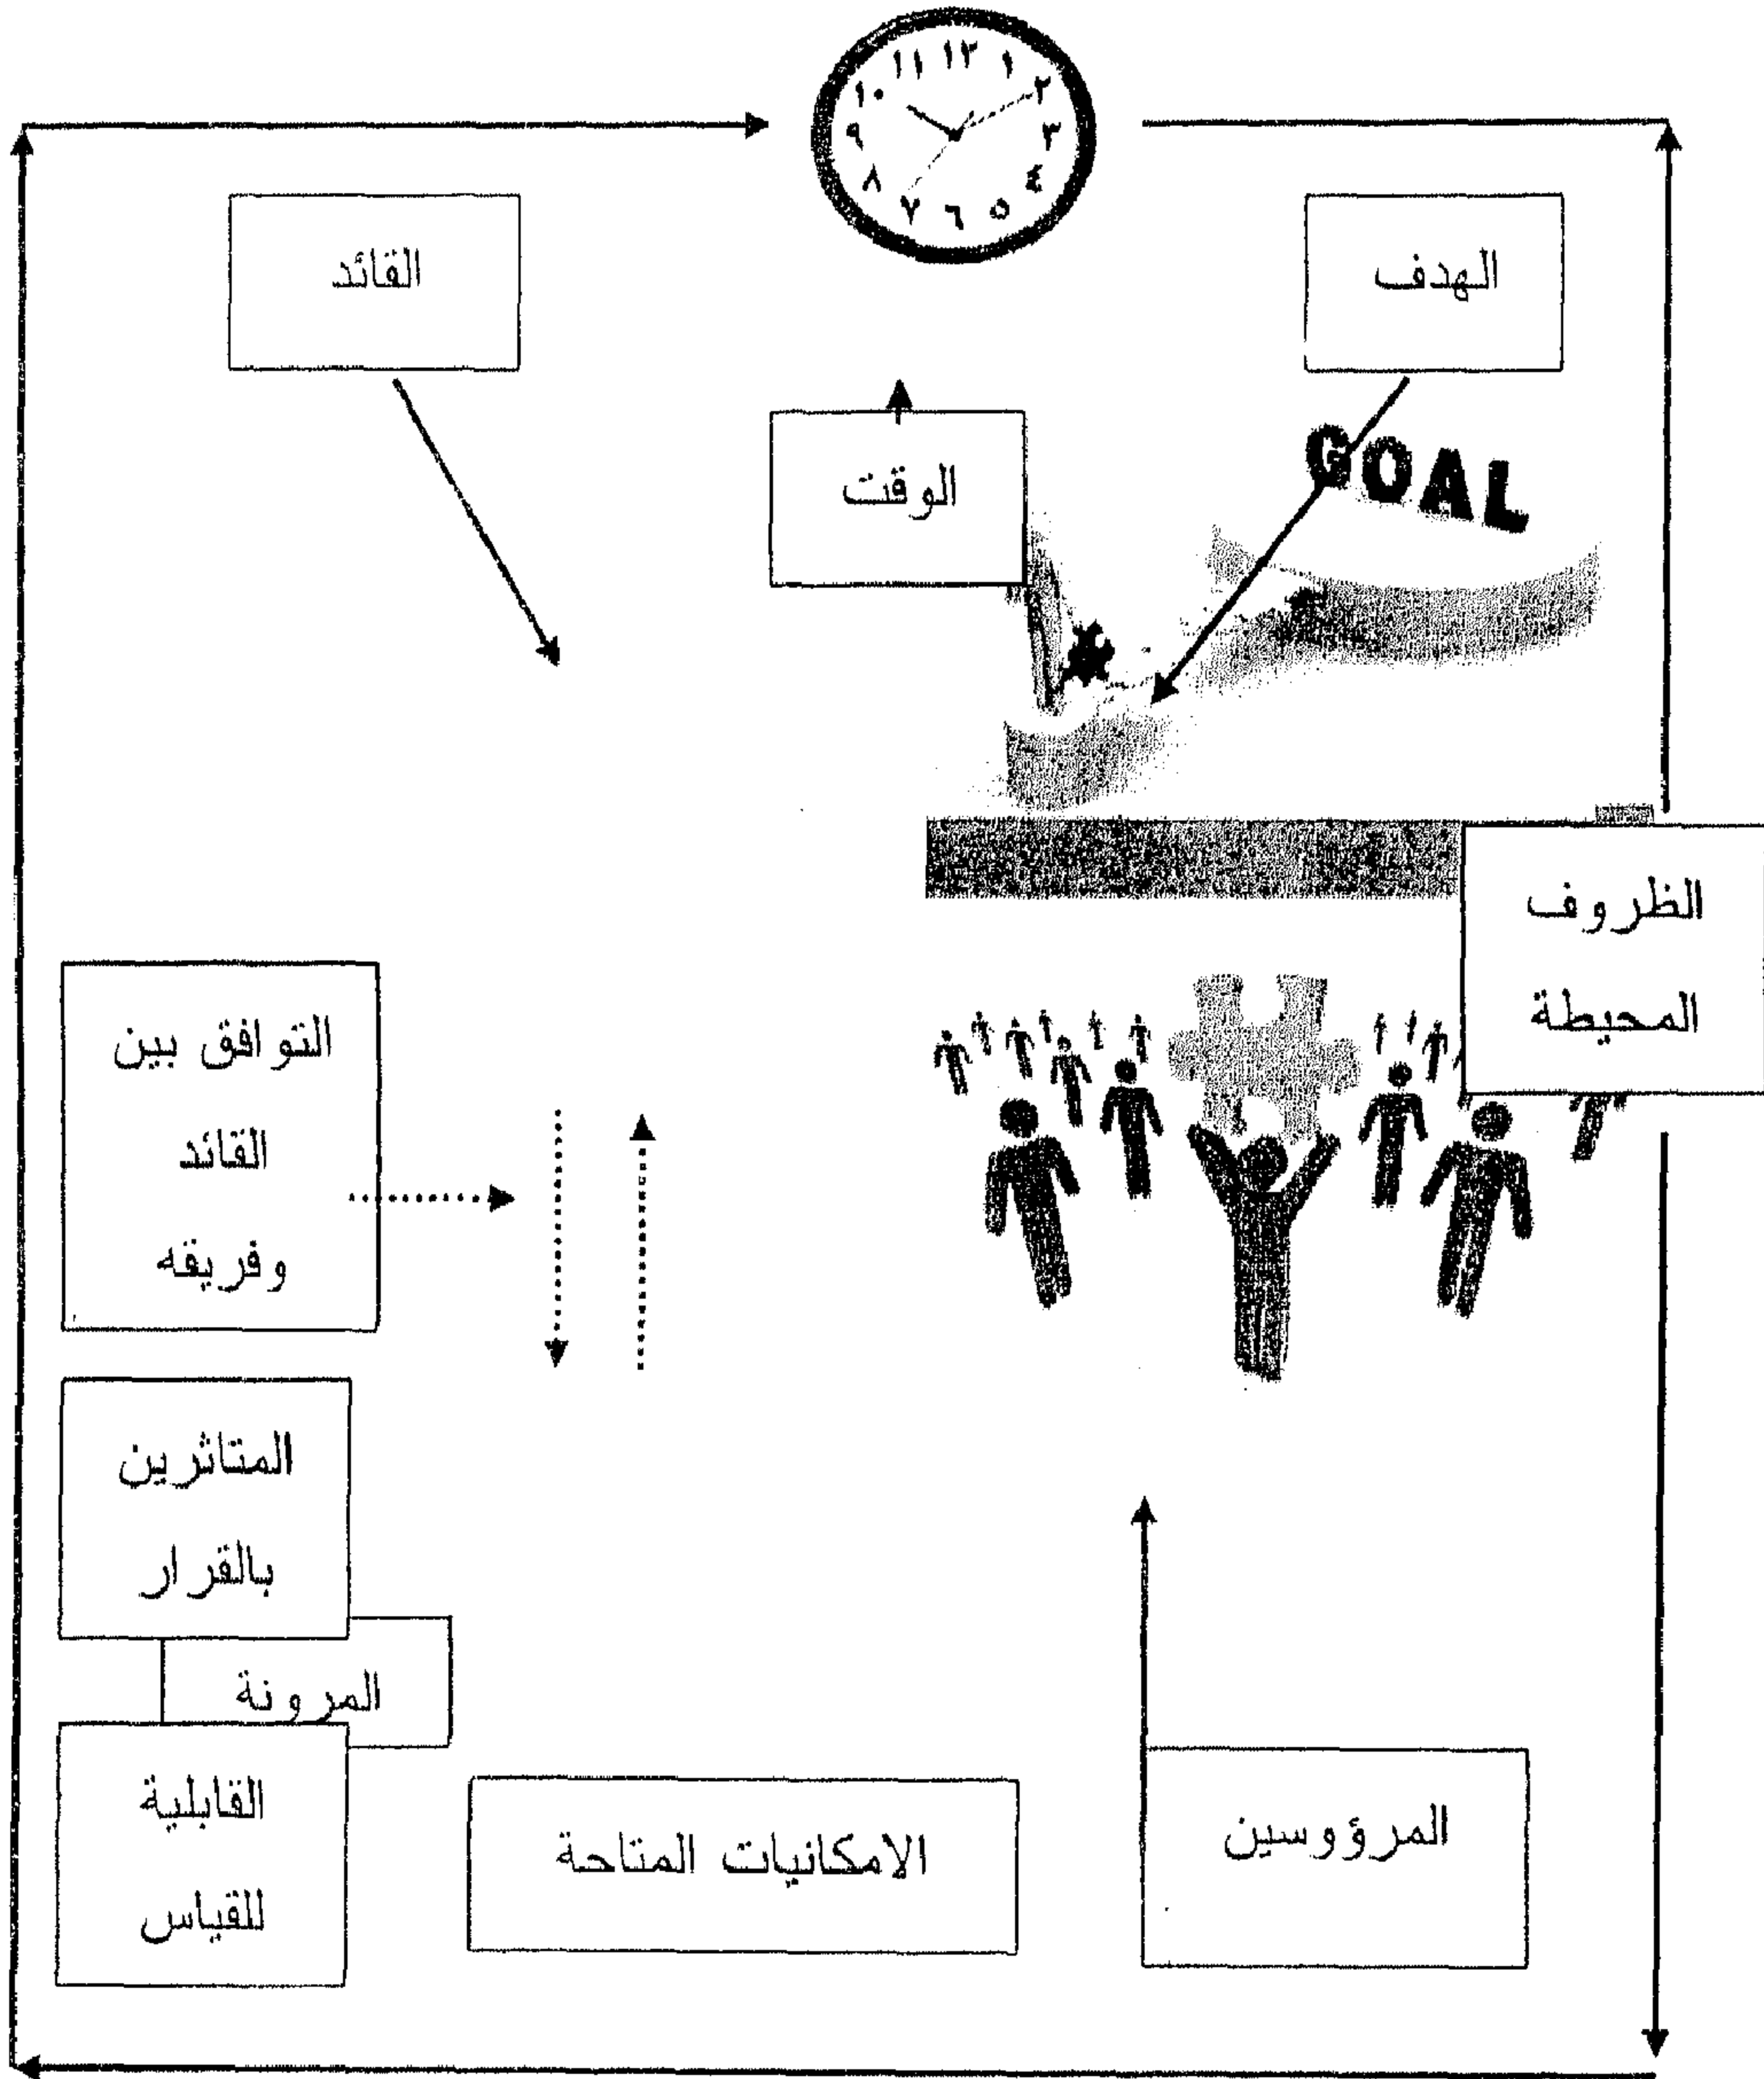 ١٢
١١
١
١٠
٢
٩
٣
٨
٤
٧
٦
٥
الهدف
القائد
الوقت
GOAL
الظروف
المحيطة
التوافق بين
القائد
وفريقه
المتاثرين
بالقرار
المرونة
القابلية
للقياس
الامكانيات المتاحة
المرؤوسين